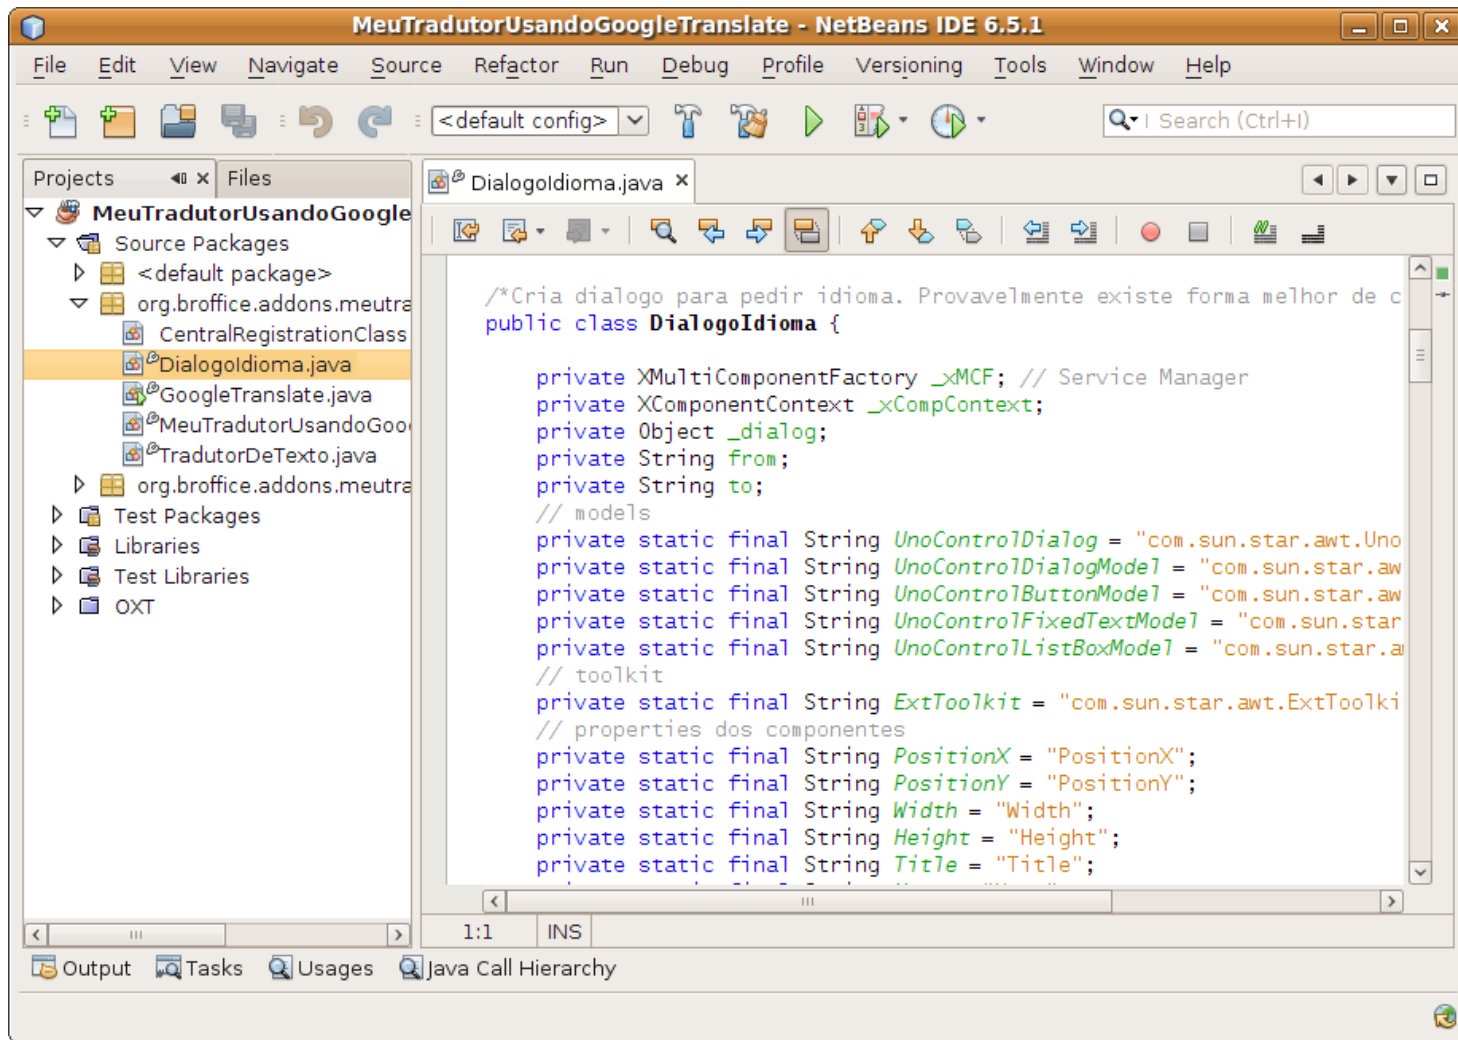 MeuTradutorUsandoGoogleTranslate - NetBeans IDE 6.5.1
File Edit View Navigate Source Refactor Run Debug Profile Versioning Tools Window Help
<default config>
Search (Ctrl+I)
Projects
Files
MeuTradutorUsandoGoogle
Source Packages
<default package>
org.broffice.addons.meutra
CentralRegistrationClass
DialogoIdioma.java
GoogleTranslate.java
MeuTradutorUsandoGoo
TradutorDeTexto.java
org.broffice.addons.meutra
Test Packages
Libraries
Test Libraries
OXT
DialogoIdioma.java
/*Cria dialogo para pedir idioma. Provavelmente existe forma melhor de c
public class DialogoIdioma {
private XMultiComponentFactory _xMCF; // Service Manager
private XComponentContext _xCompContext;
private Object _dialog;
private String from;
private String to;
// models
private static final String UnoControlDialog = "com.sun.star.awt.Uno
private static final String UnoControlDialogModel = "com.sun.star.aw
private static final String UnoControlButtonModel = "com.sun.star.aw
private static final String UnoControlFixedTextModel = "com.sun.star
private static final String UnoControlListBoxModel = "com.sun.star.a
// toolkit
private static final String ExtToolkit = "com.sun.star.awt.ExtToolki
// properties dos componentes
private static final String PositionX = "PositionX";
private static final String PositionY = "PositionY";
private static final String Width = "Width";
private static final String Height = "Height";
private static final String Title = "Title";
1:1 INS
Output Tasks Usages Java Call Hierarchy